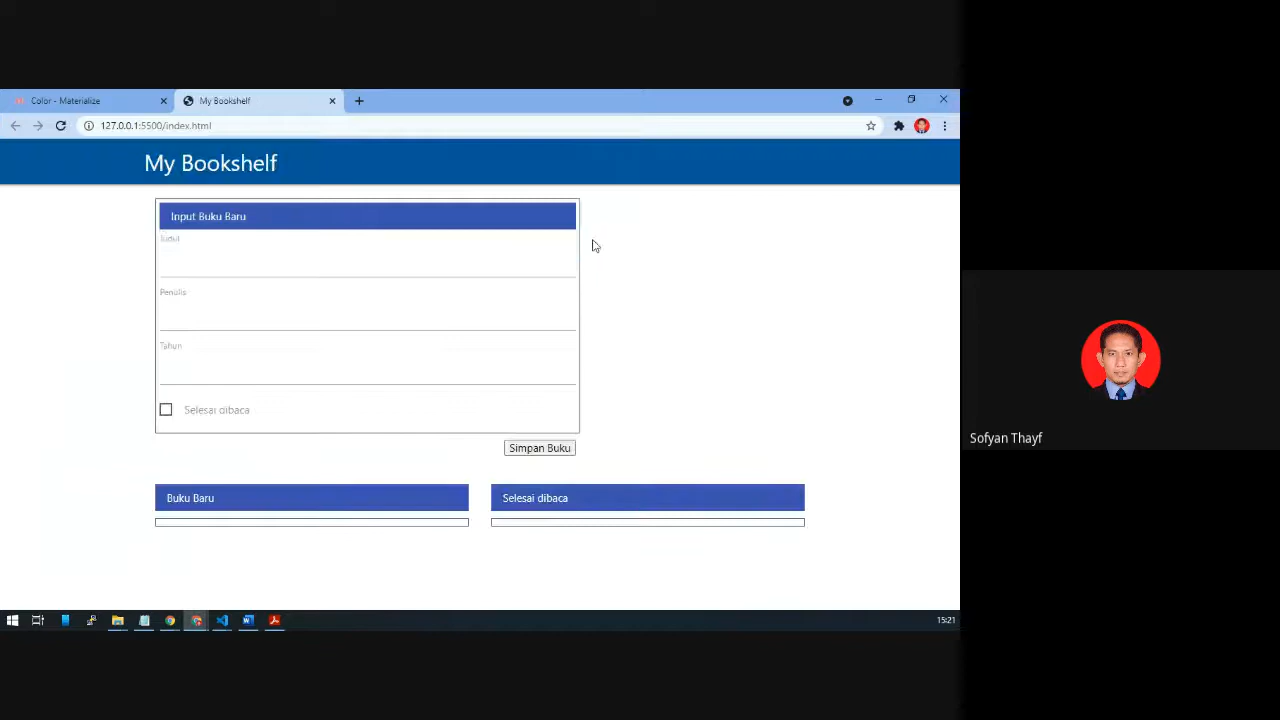 Color - Materialize
My Bookshelf
127.0.0.1:5500/index.html
My Bookshelf
Input Buku Baru
Judul
Penulis
Tahun
Selesai dibaca
Simpan Buku
Buku Baru
Selesai dibaca
Sofyan Thayf
15:21